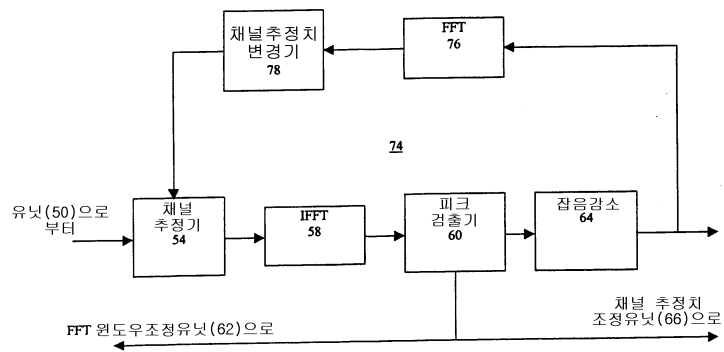 채널추정치
변경기
78
FFT
76
74
유닛(50)으로
부터
채널
추정기
54
IFFT
58
피크
검출기
60
잡음감소
64
FFT 윈도우조정유닛(62)으로
채널 추정치
조정유닛(66)으로